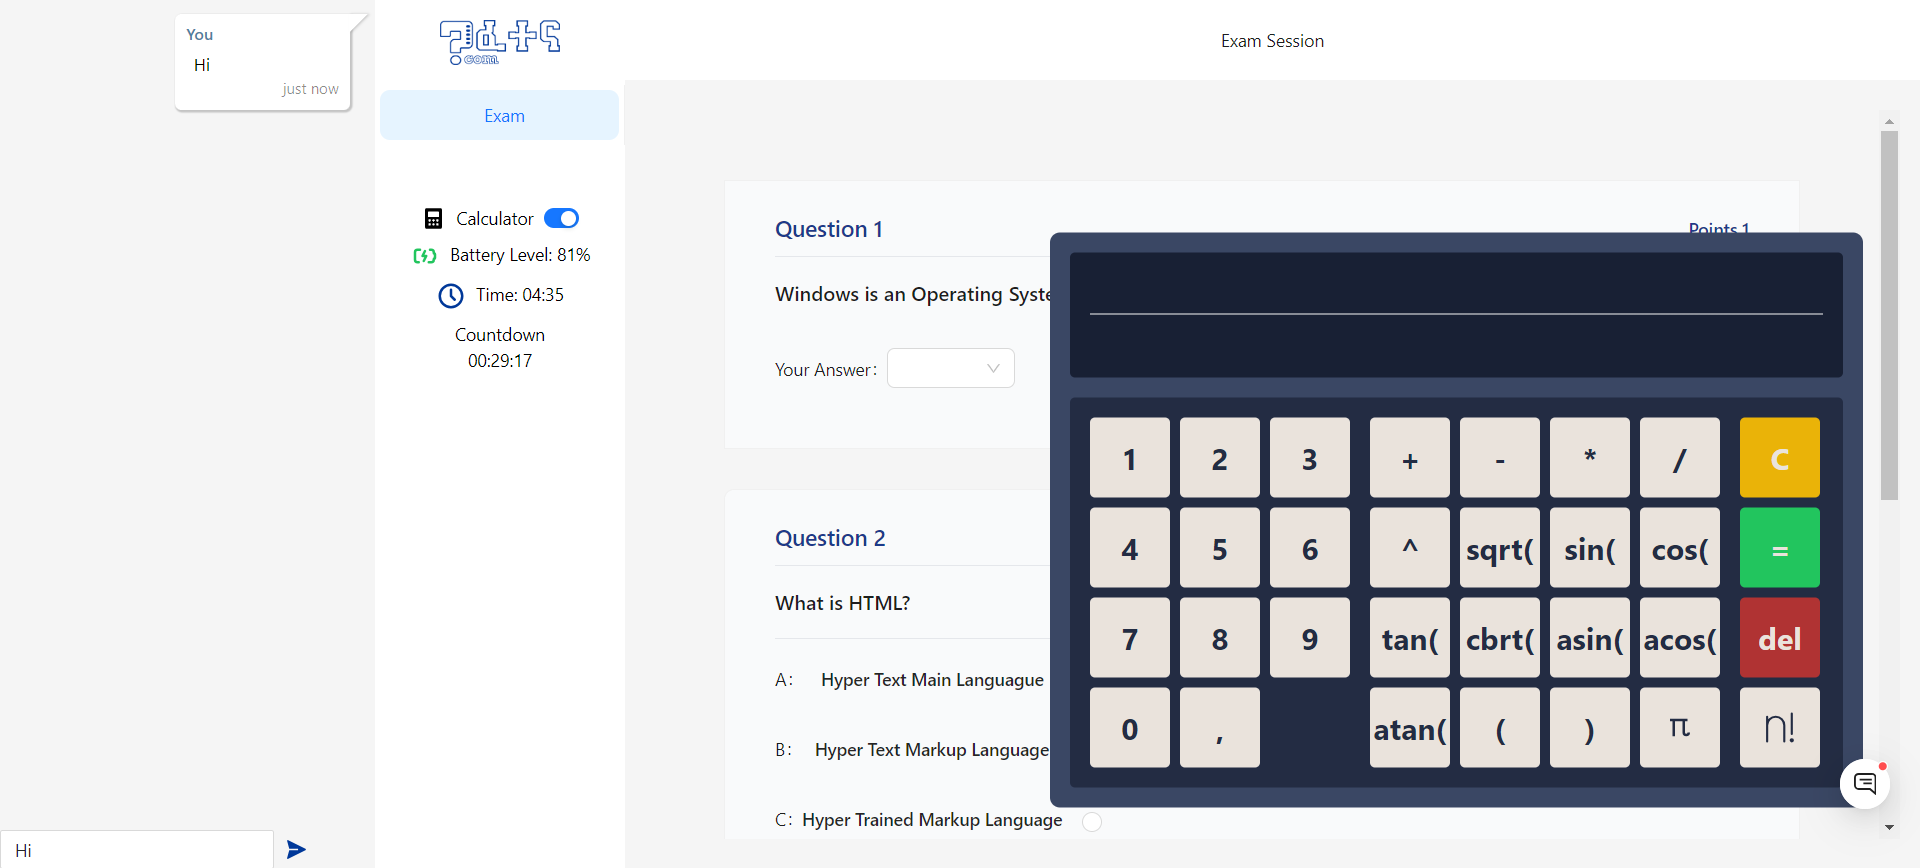 You
Hi
just now
Hi
.com
Exam
Calculator
Battery Level: 81%
Time: 04:35
Countdown
00:29:17
Exam Session
Question 1
Points 1
Windows is an Operating Syste
Your Answer:
Question 2
What is HTML?
A: Hyper Text Main Languague
B: Hyper Text Markup Language
C: Hyper Trained Markup Language
1 2 3 + - * / C
4 5 6 ^ sqrt( sin( cos( =
7 8 9 tan( cbrt( asin( acos( del
0 , atan( ( ) π n!